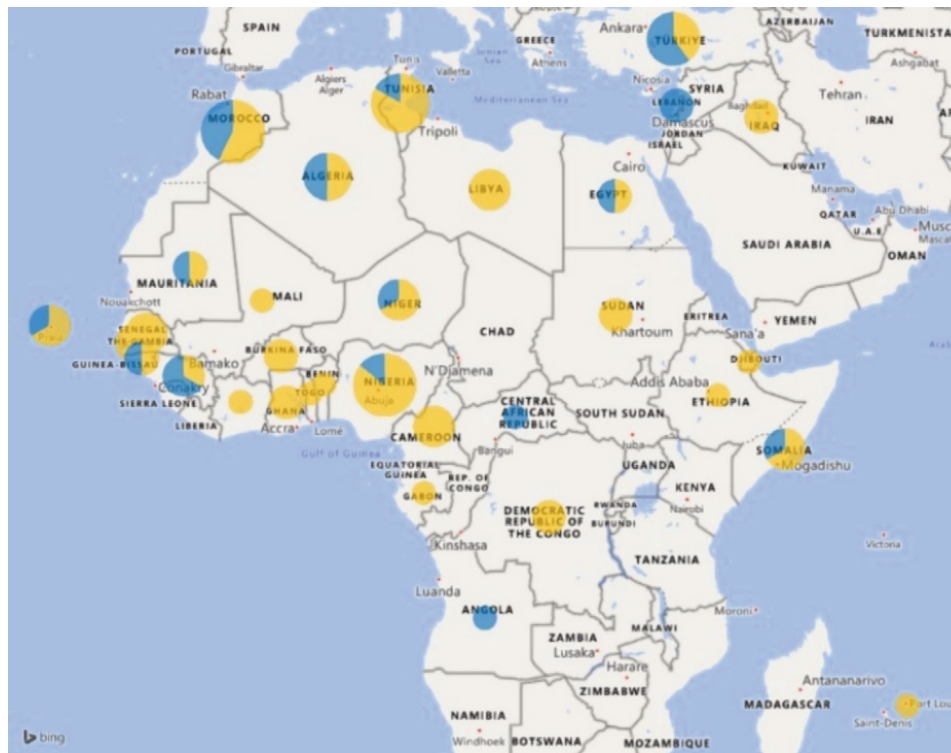 SPAIN
PORTUGAL
Gibraltar
GREECE
Athens
Ankara
TÜRKIYE
AZERBAIJAN
TURKMENISTA
Ashgabat
Algiers
Alger
Tunis
TUNISIA
Valletta
Ionian
Sea
Mediterranean Sea
Nicosia
SYRIA
LEBANON
Damascus
JORDAN
ISRAEL
Baghdad
IRAQ
Tehran
IRAN
Rabat
MOROCCO
Tripoli
Cairo
KUWAIT
ALGERIA
LIBYA
EGYPT
Manama
QATAR
Abu Dhabi
U.A.E
Musc
Mascat
OMAN
SAUDI ARABIA
MAURITANIA
Nouakchott
MALI
NIGER
CHAD
SUDAN
Khartoum
ERITREA
Sana'a
YEMEN
Praia
SENEGAL
THE GAMBIA
GUINEA-BISSAU
Bamako
BURKINA FASO
Conakry
SIERRA LEONE
LIBERIA
BENIN
TOGO
GHANA
Accra
Lomé
NIGERIA
Abuja
N'Djamena
DJIBOUTI
Addis Ababa
ETHIOPIA
CENTRAL
AFRICAN
REPUBLIC
SOUTH SUDAN
Juba
CAMEROON
Bangui
Gulf of Guinea
SOMALIA
Mogadishu
EQUATORIAL
GUINEA
REP. OF
CONGO
GABON
UGANDA
KENYA
Nairobi
RWANDA
BURUNDI
DEMOCRATIC
REPUBLIC OF
THE CONGO
Kinshasa
Victoria
TANZANIA
Luanda
ANGOLA
Moroni
MALAWI
ZAMBIA
Lusaka
Harare
ZIMBABWE
Antananarivo
MADAGASCAR
Port Lou
Saint-Denis
NAMIBIA
Windhoek
BOTSWANA
MOZAMBIQUE
bing